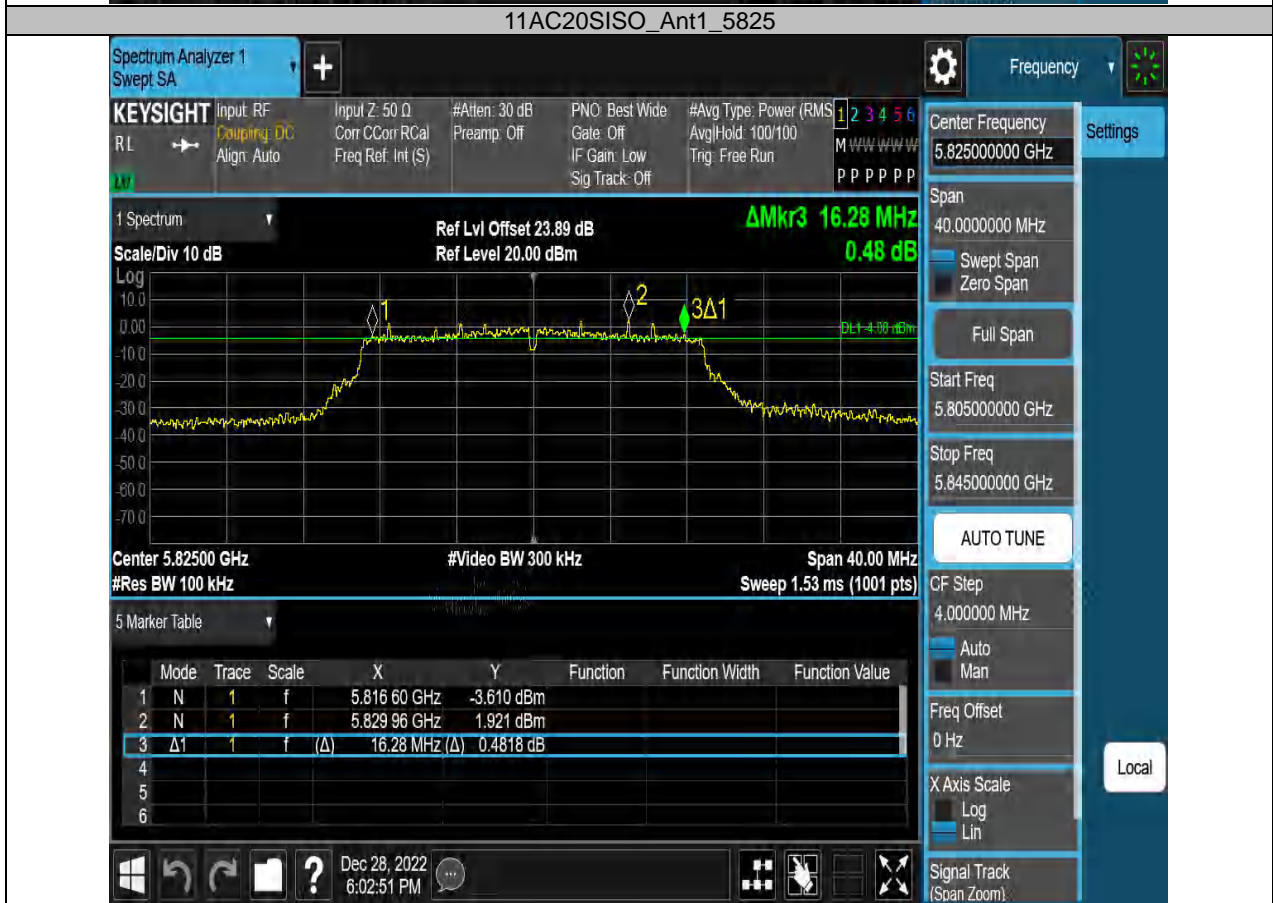 11AC20SISO_Ant1_5825
Spectrum Analyzer 1
Swept SA
+
Frequency
KEYSIGHT
RL
LXI
Input: RF
Coupling: DC
Align: Auto
Input Z: 50 Ω
Corr CCorr RCal
Freq Ref: Int (S)
#Atten: 30 dB
Preamp: Off
PNO: Best Wide
Gate: Off
IF Gain: Low
Sig Track: Off
#Avg Type: Power (RMS
Avg|Hold: 100/100
Trig: Free Run
1 2 3 4 5 6
M W W W W W
P P P P P P
1 Spectrum
Scale/Div 10 dB
Ref Lvl Offset 23.89 dB
Ref Level 20.00 dBm
ΔMkr3 16.28 MHz
0.48 dB
Log
10.0
0.00
-10.0
-20.0
-30.0
-40.0
-50.0
-60.0
-70.0
1
2
3Δ1
DL1 -4.08 dBm
Center 5.82500 GHz
#Video BW 300 kHz
Span 40.00 MHz
#Res BW 100 kHz
Sweep 1.53 ms (1001 pts)
5 Marker Table
Mode Trace Scale X Y Function Function Width Function Value
1 N 1 f 5.816 60 GHz -3.610 dBm
2 N 1 f 5.829 96 GHz 1.921 dBm
3 Δ1 1 f (Δ) 16.28 MHz (Δ) 0.4818 dB
4
5
6
Dec 28, 2022
6:02:51 PM
?
Center Frequency
5.825000000 GHz
Settings
Span
40.0000000 MHz
Swept Span
Zero Span
Full Span
Start Freq
5.805000000 GHz
Stop Freq
5.845000000 GHz
AUTO TUNE
CF Step
4.000000 MHz
Auto
Man
Freq Offset
0 Hz
X Axis Scale
Log
Lin
Local
Signal Track
(Span Zoom)